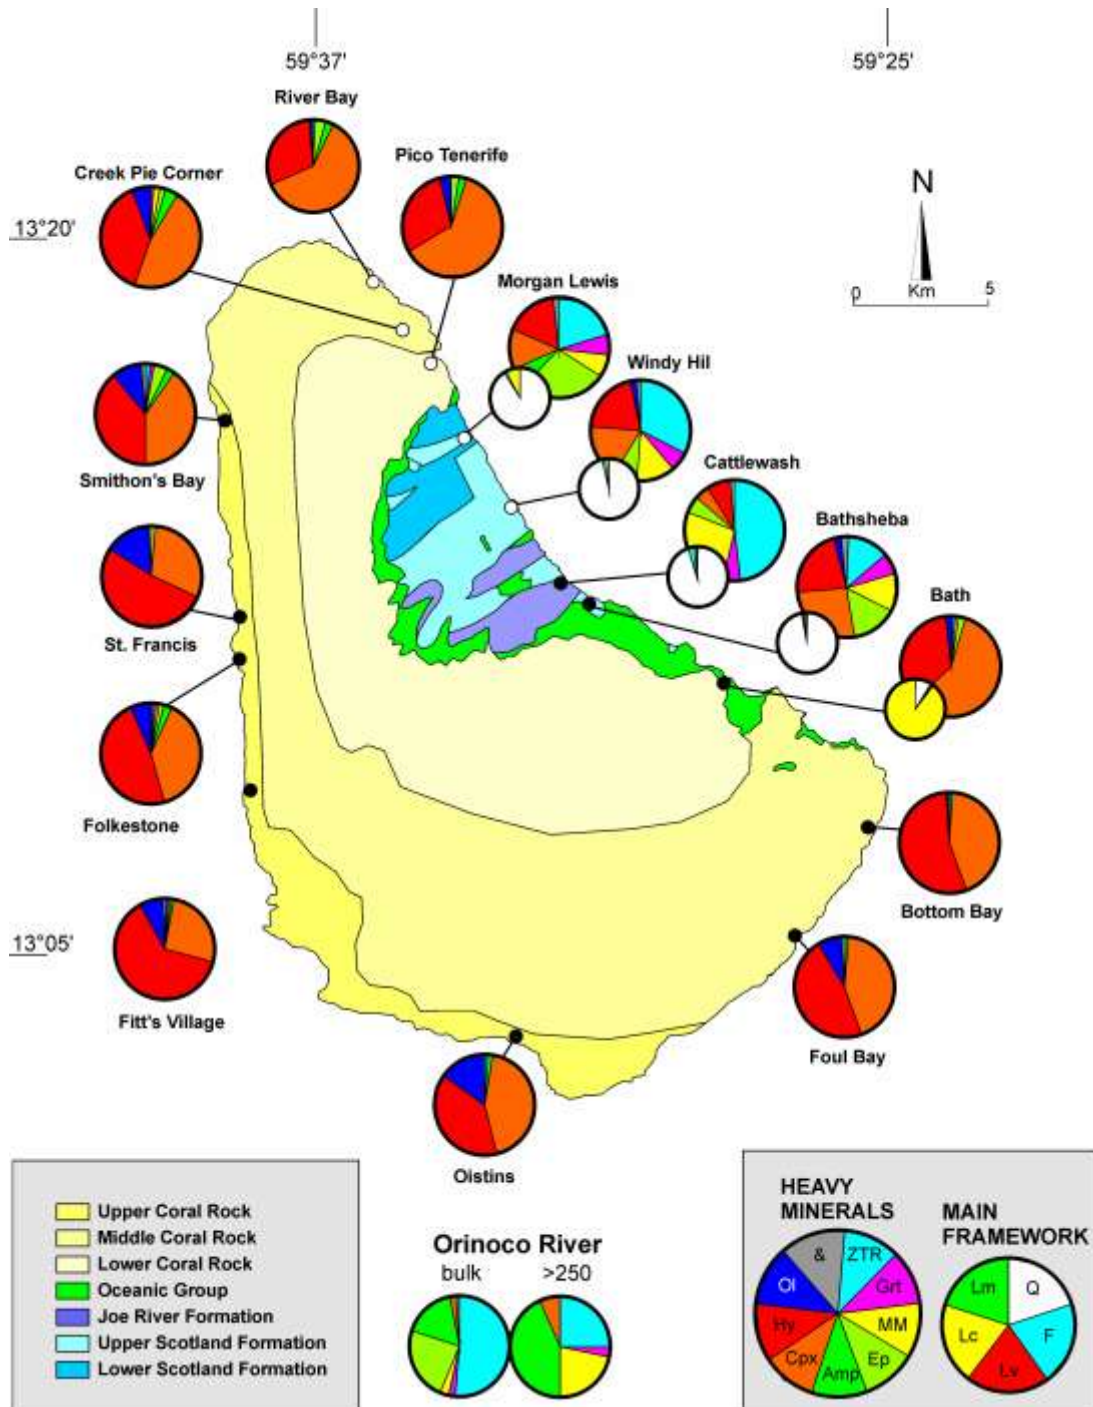 59°37'
59°25'
River Bay
Pico Tenerife
Creek Pie Corner
N
13°20'
Morgan Lewis
0 Km 5
Windy Hil
Cattlewash
Smithon's Bay
Bathsheba
Bath
St. Francis
Folkestone
Bottom Bay
13°05'
Fitt's Village
Foul Bay
Oistins
Upper Coral Rock
Middle Coral Rock
Lower Coral Rock
Oceanic Group
Joe River Formation
Upper Scotland Formation
Lower Scotland Formation
Orinoco River
bulk >250
HEAVY
MINERALS
& ZTR
Ol Grt
Hy MM
Cpx Ep
Amp
MAIN
FRAMEWORK
Lm Q
Lc F
Lv